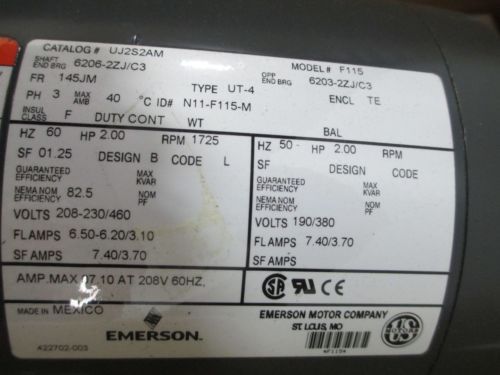 CATALOG # UJ2S2AM MODEL# F115
SHAFT END BRG 6206-2ZJ/C3 OPP END BRG 6203-2ZJ/C3
FR 145JM TYPE UT-4 ENCL TE
PH 3 MAX AMB 40 °C ID# N11-F115-M
INSUL CLASS F DUTY CONT WT BAL
HZ 60 HP 2.00 RPM 1725
SF 01.25 DESIGN B CODE L
GUARANTEED EFFICIENCY MAX KVAR
NEMA NOM EFFICIENCY 82.5 NOM PF
VOLTS 208-230/460
FL AMPS 6.50-6.20/3.10
SF AMPS 7.40/3.70
HZ 50 HP 2.00 RPM
SF DESIGN CODE
GUARANTEED EFFICIENCY MAX KVAR
NEMA NOM EFFICIENCY NOM PF
VOLTS 190/380
FL AMPS 7.40/3.70
SF AMPS
AMP. MAX 07.10 AT 208V 60HZ,
MADE IN MEXICO
EMERSON
422702-003
EMERSON MOTOR COMPANY
ST. LOUIS, MO
US
MOTORS